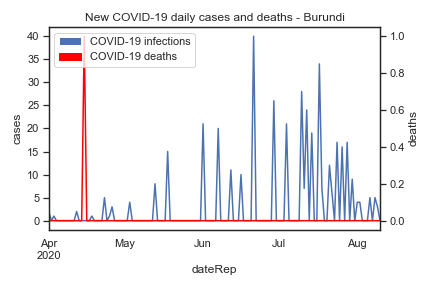 New COVID-19 daily cases and deaths - Burundi
COVID-19 infections
COVID-19 deaths
40
35
30
25
20
15
10
5
0
cases
1.0
0.8
0.6
0.4
0.2
0.0
deaths
Apr
2020
May
Jun
Jul
Aug
dateRep